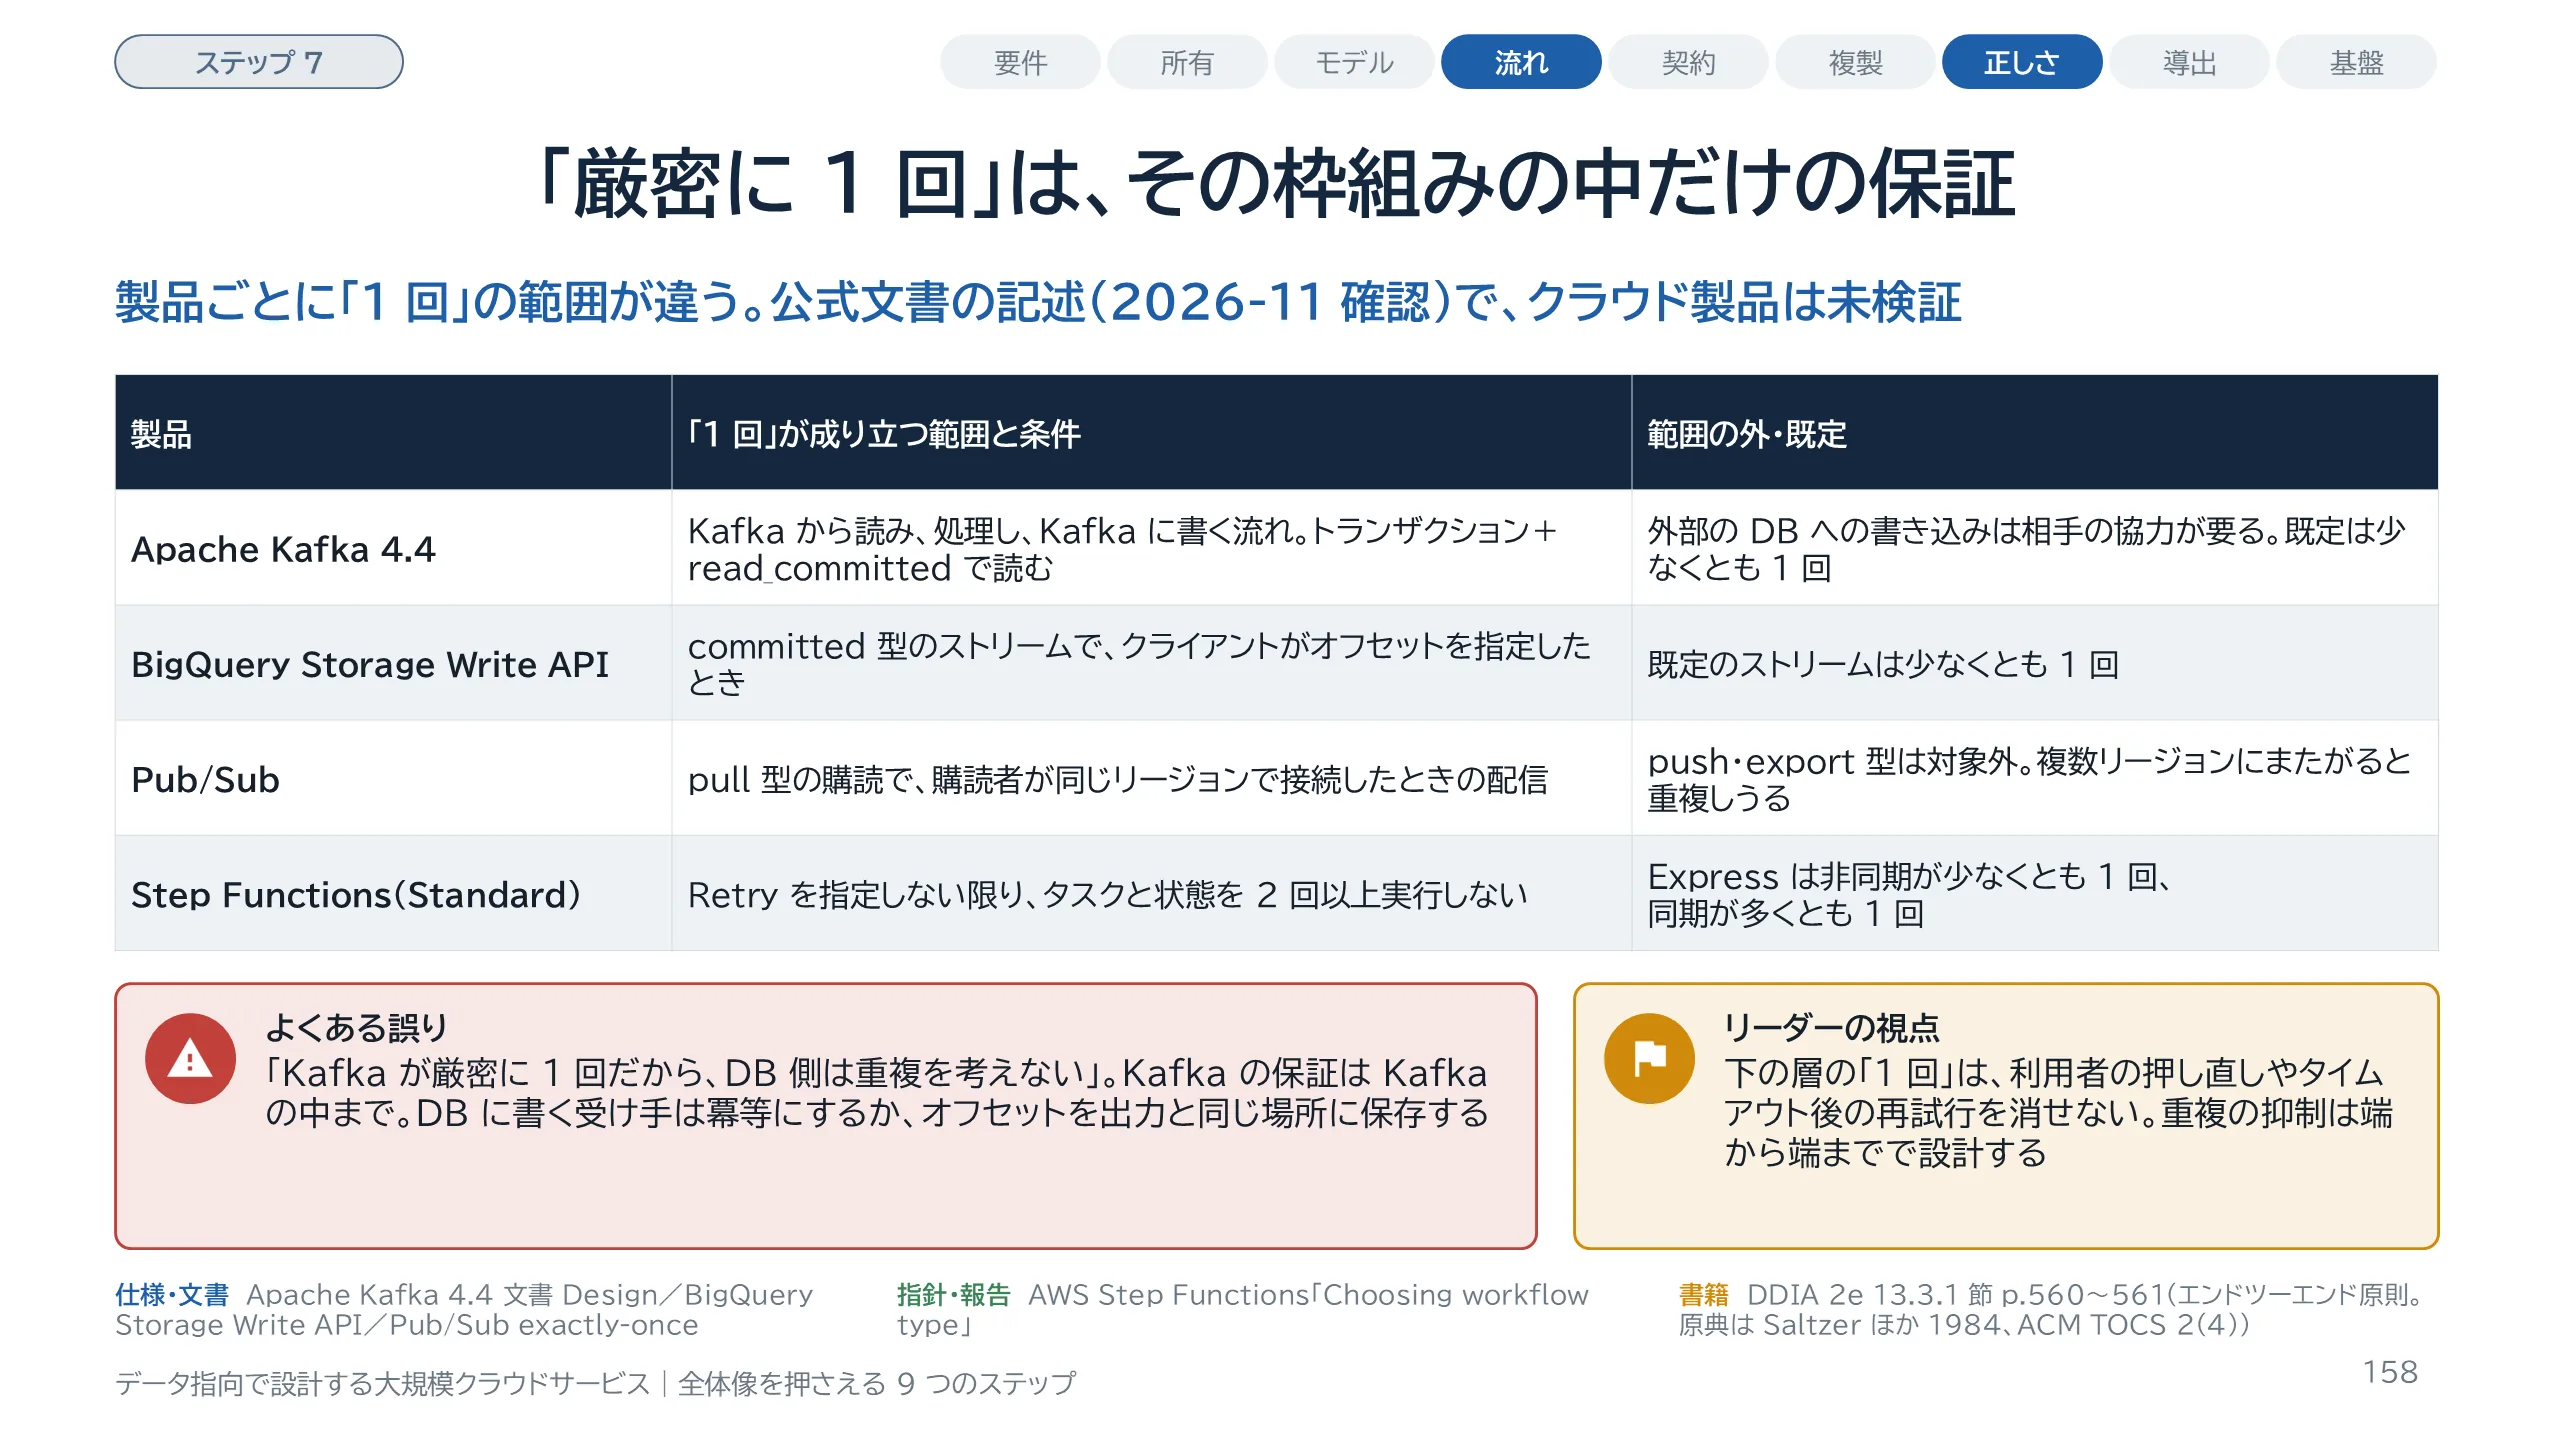 ステップ 7
要件 所有 モデル 流れ 契約 複製 正しさ 導出 基盤
「厳密に 1 回」は、その枠組みの中だけの保証
製品ごとに「1 回」の範囲が違う。公式文書の記述（2026-11 確認）で、クラウド製品は未検証
製品
「1 回」が成り立つ範囲と条件
範囲の外・既定
Apache Kafka 4.4
Kafka から読み、処理し、Kafka に書く流れ。トランザクション＋
read_committed で読む
外部の DB への書き込みは相手の協力が要る。既定は少
なくとも 1 回
BigQuery Storage Write API
committed 型のストリームで、クライアントがオフセットを指定した
とき
既定のストリームは少なくとも 1 回
Pub/Sub
pull 型の購読で、購読者が同じリージョンで接続したときの配信
push・export 型は対象外。複数リージョンにまたがると
重複しうる
Step Functions（Standard）
Retry を指定しない限り、タスクと状態を 2 回以上実行しない
Express は非同期が少なくとも 1 回、
同期が多くとも 1 回
よくある誤り
「Kafka が厳密に 1 回だから、DB 側は重複を考えない」。Kafka の保証は Kafka
の中まで。DB に書く受け手は冪等にするか、オフセットを出力と同じ場所に保存する
リーダーの視点
下の層の「1 回」は、利用者の押し直しやタイム
アウト後の再試行を消せない。重複の抑制は端
から端までで設計する
仕様・文書 Apache Kafka 4.4 文書 Design／BigQuery
Storage Write API／Pub/Sub exactly-once
指針・報告 AWS Step Functions「Choosing workflow
type」
書籍 DDIA 2e 13.3.1 節 p.560〜561（エンドツーエンド原則。
原典は Saltzer ほか 1984、ACM TOCS 2(4)）
データ指向で設計する大規模クラウドサービス｜全体像を押さえる 9 つのステップ
158